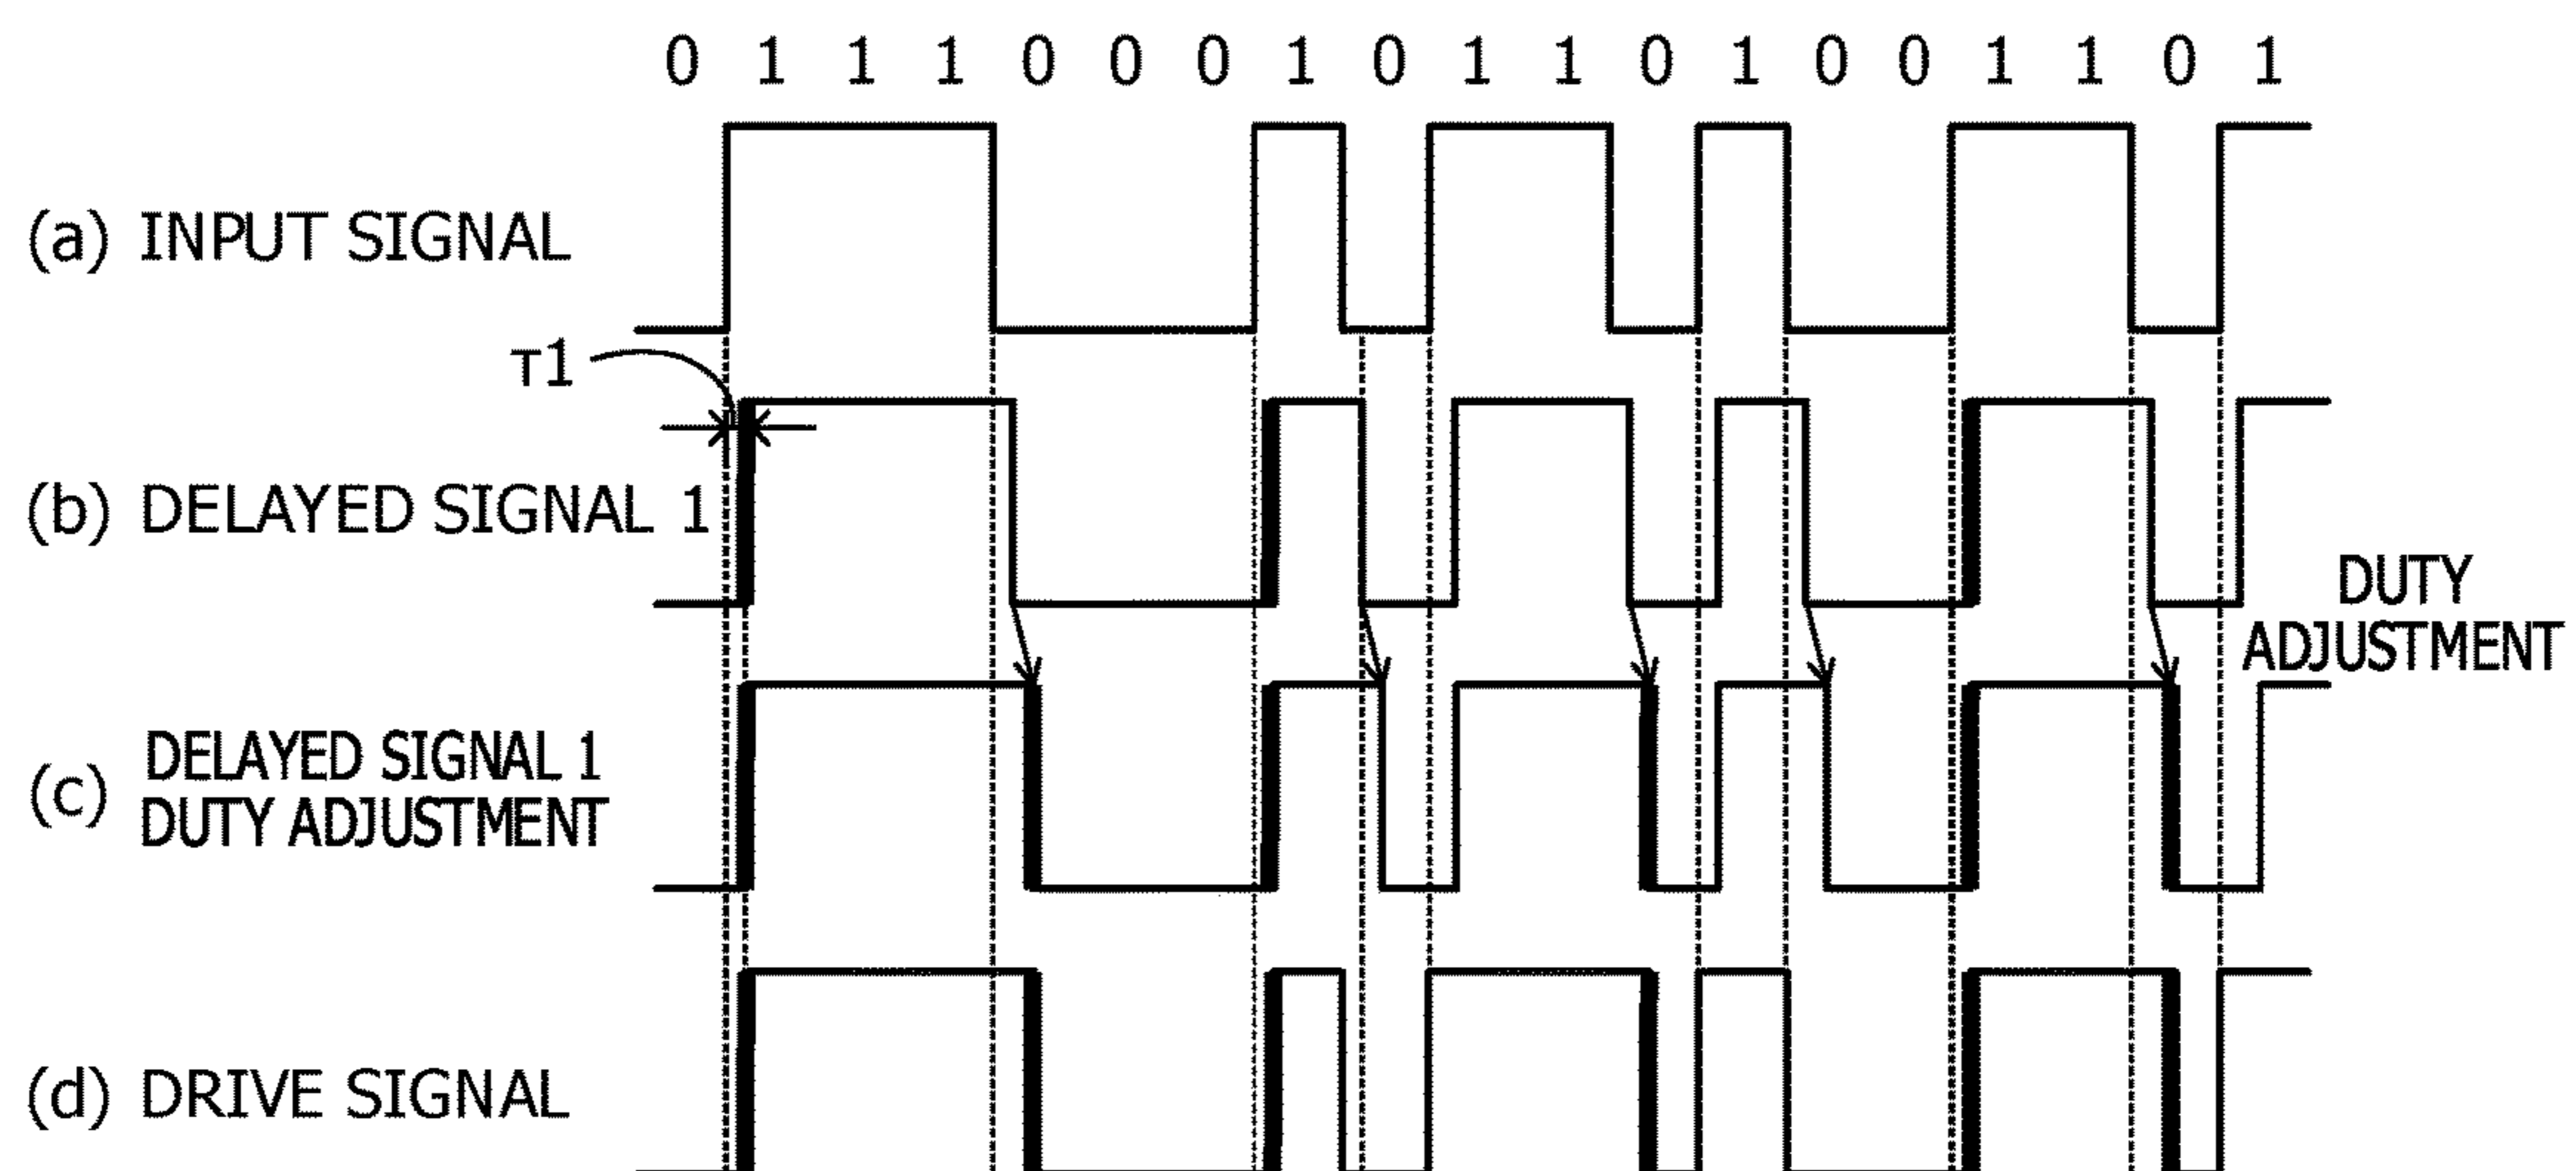 0 1 1 1 0 0 0 1 0 1 1 0 1 0 0 1 1 0 1
(a) INPUT SIGNAL
τ1
(b) DELAYED SIGNAL 1
DUTY
ADJUSTMENT
(c) DELAYED SIGNAL 1
DUTY ADJUSTMENT
(d) DRIVE SIGNAL